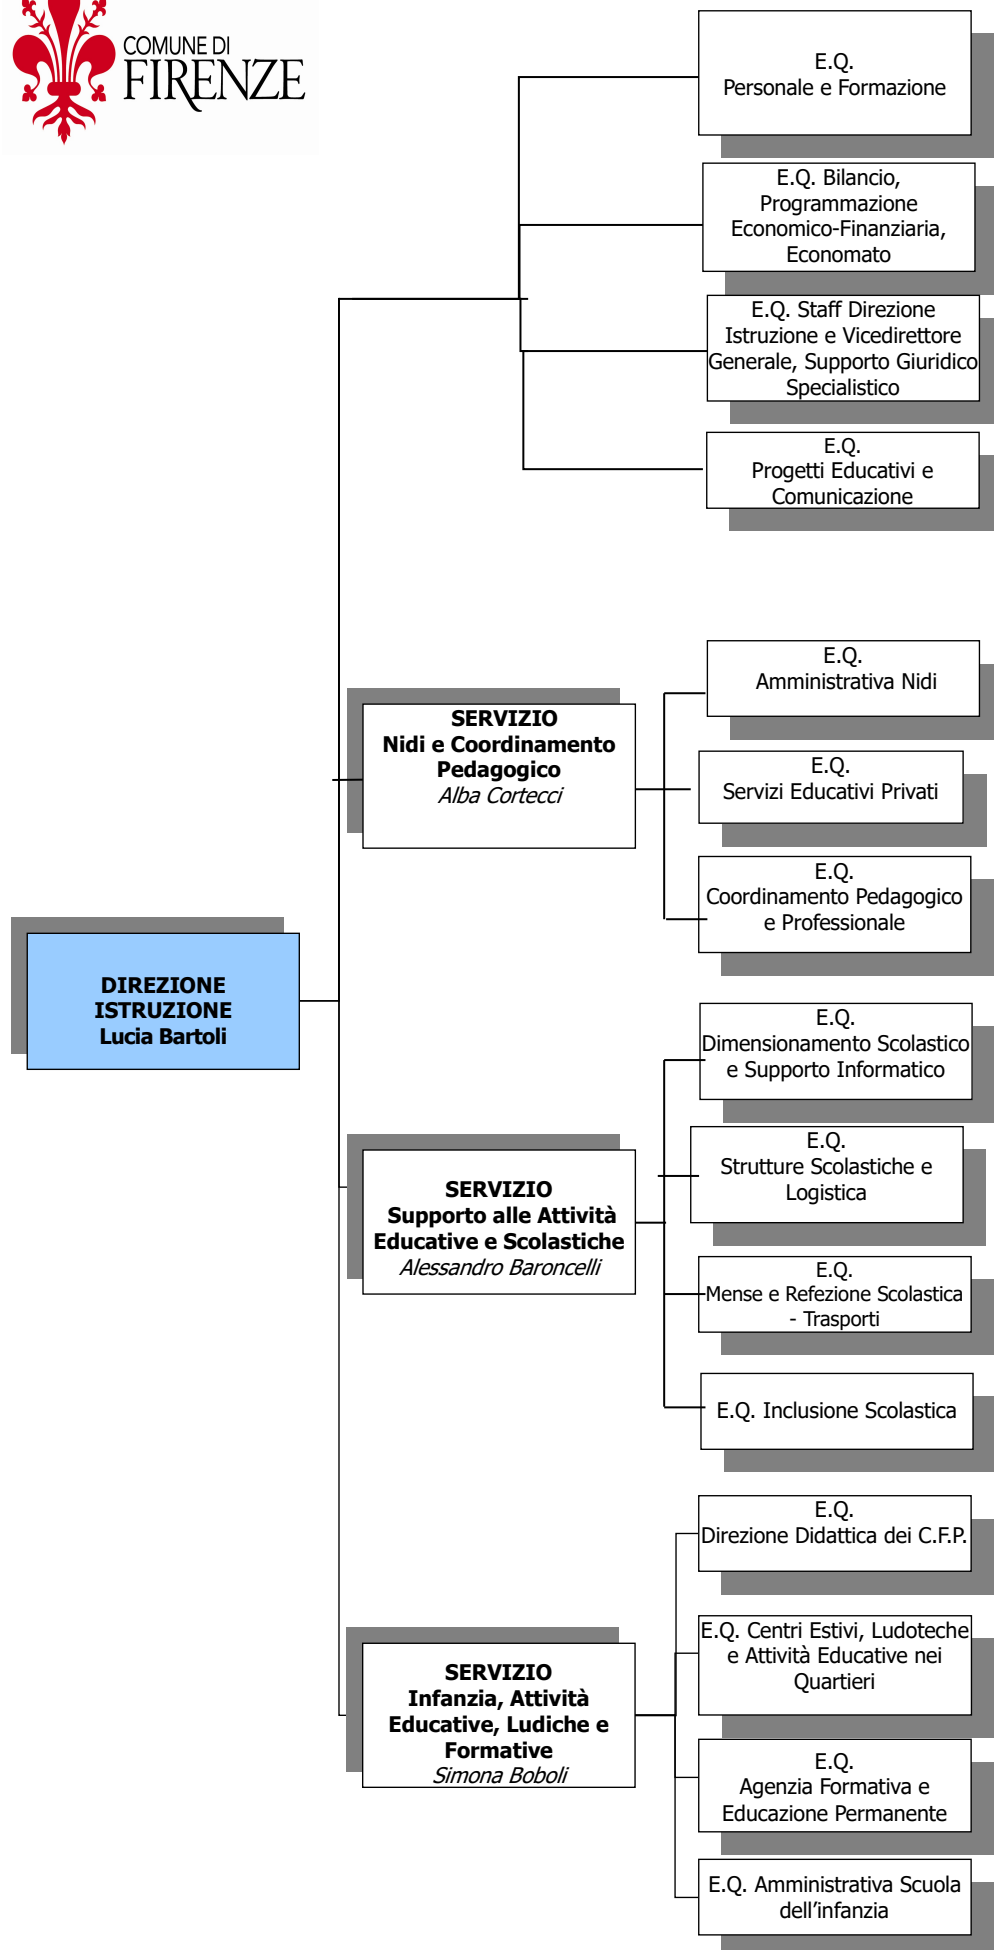 COMUNE DI
FIRENZE
E.Q.
Personale e Formazione
E.Q. Bilancio,
Programmazione
Economico-Finanziaria,
Economato
E.Q. Staff Direzione
Istruzione e Vicedirettore
Generale, Supporto Giuridico
Specialistico
E.Q.
Progetti Educativi e
Comunicazione
SERVIZIO
Nidi e Coordinamento
Pedagogico
Alba Cortecci
E.Q.
Amministrativa Nidi
E.Q.
Servizi Educativi Privati
E.Q.
Coordinamento Pedagogico
e Professionale
DIREZIONE
ISTRUZIONE
Lucia Bartoli
SERVIZIO
Supporto alle Attività
Educative e Scolastiche
Alessandro Baroncelli
E.Q.
Dimensionamento Scolastico
e Supporto Informatico
E.Q.
Strutture Scolastiche e
Logistica
E.Q.
Mense e Refezione Scolastica
- Trasporti
E.Q. Inclusione Scolastica
SERVIZIO
Infanzia, Attività
Educative, Ludiche e
Formative
Simona Boboli
E.Q.
Direzione Didattica dei C.F.P.
E.Q. Centri Estivi, Ludoteche
e Attività Educative nei
Quartieri
E.Q.
Agenzia Formativa e
Educazione Permanente
E.Q. Amministrativa Scuola
dell’infanzia